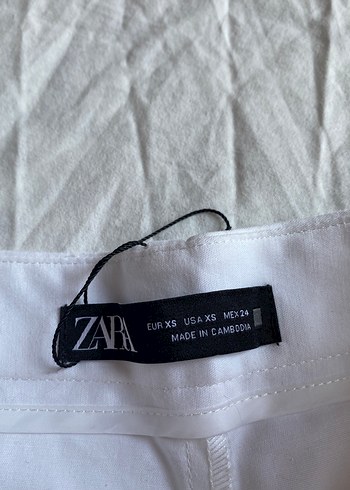 ZARA
EUR XS USA XS MEX 24
MADE IN CAMBODIA